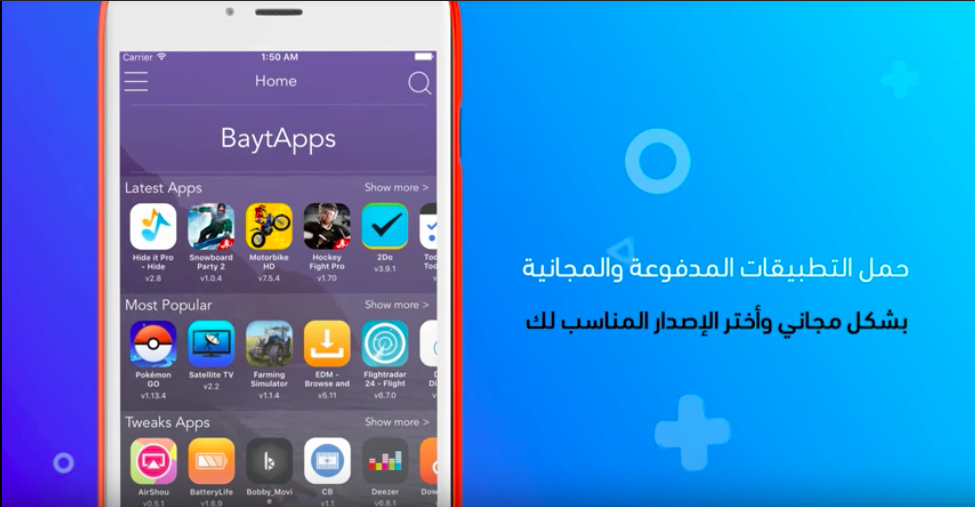 Carrier 1:50 AM
Home
BaytApps
Latest Apps Show more >
Hide it Pro - Hide v2.8
Snowboard Party 2 v1.0.4
Motorbike HD v7.5.4
Hockey Fight Pro v1.70
2Do v3.9.1
Most Popular Show more >
Pokémon GO v1.13.4
Satellite TV v2.2
Farming Simulator v1.1.4
EDM - Browse and v5.11
Flightradar 24 - Flight v6.7.0
Tweaks Apps Show more >
AirShou v0.5.1
BatteryLife v1.6.9
Bobby_Movie
CB v1.1
Deezer v6.8.1
حمل التطبيقات المدفوعة والمجانية
بشكل مجاني وأختر الإصدار المناسب لك